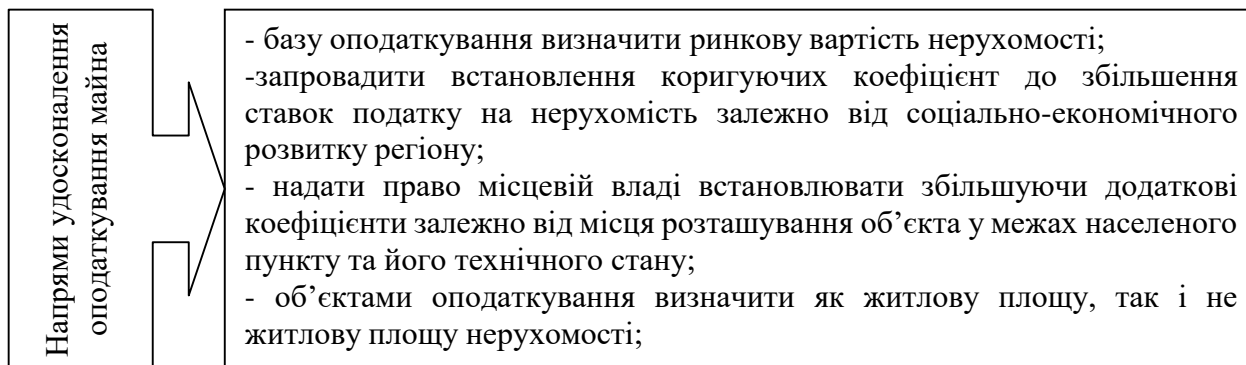 Напрями удосконалення
оподаткування майна
- базу оподаткування визначити ринкову вартість нерухомості;
-запровадити встановлення коригуючих коефіцієнт до збільшення
ставок податку на нерухомість залежно від соціально-економічного
розвитку регіону;
- надати право місцевій владі встановлювати збільшуючи додаткові
коефіцієнти залежно від місця розташування об’єкта у межах населеного
пункту та його технічного стану;
- об’єктами оподаткування визначити як житлову площу, так і не
житлову площу нерухомості;